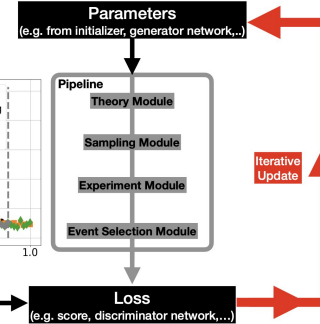 Parameters
(e.g. from initializer, generator network,..)
Pipeline
Theory Module
Sampling Module
Experiment Module
Iterative
Update
Event Selection Module
1.0
Loss
(e.g. score, discriminator network,...)